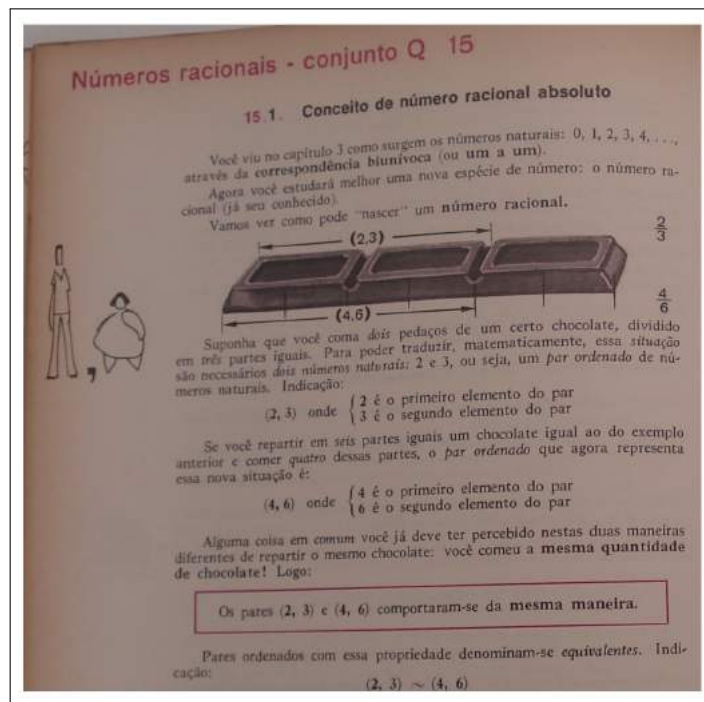 Números racionais - conjunto Q 15
15.1. Conceito de número racional absoluto
Você viu no capítulo 3 como surgem os números naturais: 0, 1, 2, 3, 4, ...,
através da correspondência biunívoca (ou um a um).
Agora você estudará melhor uma nova espécie de número: o número ra-
cional (já seu conhecido).
Vamos ver como pode "nascer" um número racional.
(2,3)
2
3
(4,6)
4
6
,
Suponha que você coma dois pedaços de um certo chocolate, dividido
em três partes iguais. Para poder traduzir, matematicamente, essa situação
são necessários dois números naturais: 2 e 3, ou seja, um par ordenado de nú-
meros naturais. Indicação:
(2, 3) onde { 2 é o primeiro elemento do par
3 é o segundo elemento do par
Se você repartir em seis partes iguais um chocolate igual ao do exemplo
anterior e comer quatro dessas partes, o par ordenado que agora representa
essa nova situação é:
(4, 6) onde { 4 é o primeiro elemento do par
6 é o segundo elemento do par
Alguma coisa em comum você já deve ter percebido nestas duas maneiras
diferentes de repartir o mesmo chocolate: você comeu a mesma quantidade
de chocolate! Logo:
Os pares (2, 3) e (4, 6) comportaram-se da mesma maneira.
Pares ordenados com essa propriedade denominam-se equivalentes. Indi-
cação:
(2, 3) ~ (4, 6)